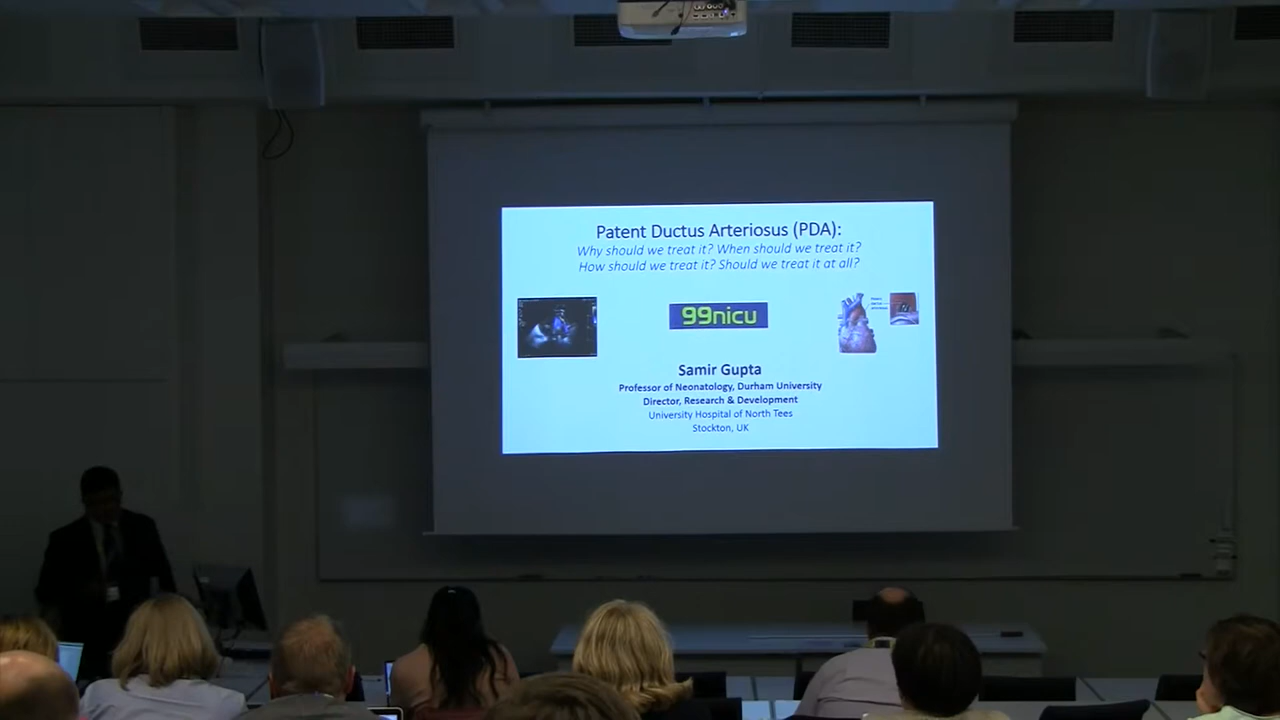 Patent Ductus Arteriosus (PDA):
Why should we treat it? When should we treat it?
How should we treat it? Should we treat it at all?
99nicu
Samir Gupta
Professor of Neonatology, Durham University
Director, Research & Development
University Hospital of North Tees
Stockton, UK